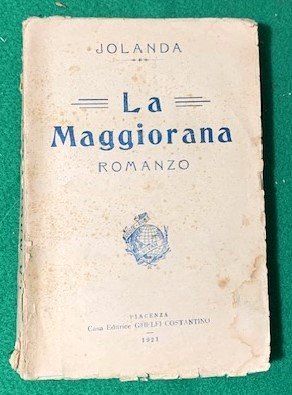 JOLANDA
La
Maggiorana
ROMANZO
PIACENZA
Casa Editrice GHELFI COSTANTINO
1921